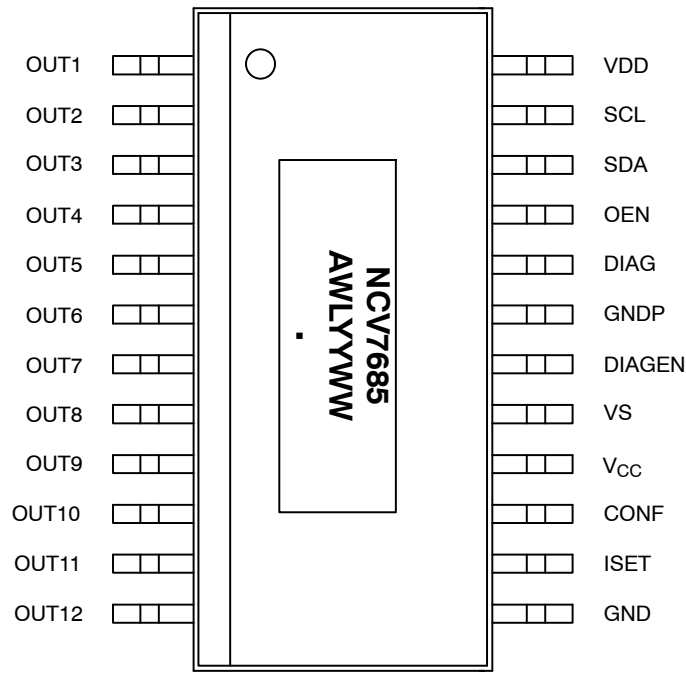 OUT1 VDD
OUT2 SCL
OUT3 SDA
OUT4 OEN
OUT5 DIAG
OUT6 GNDP
OUT7 DIAGEN
OUT8 VS
OUT9 VCC
OUT10 CONF
OUT11 ISET
OUT12 GND
NCV7685
AWLYYWW